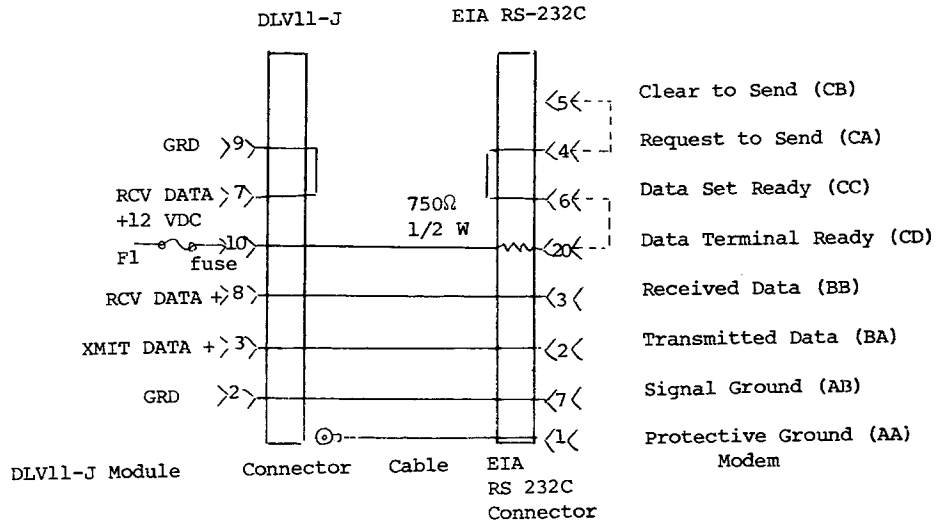 DLV11-J EIA RS-232C
5 Clear to Send (CB)
GRD 9 4 Request to Send (CA)
RCV DATA 7 6 Data Set Ready (CC)
+12 VDC 750Ω
1/2 W
F1 fuse 10 20 Data Terminal Ready (CD)
RCV DATA + 8 3 Received Data (BB)
XMIT DATA + 3 2 Transmitted Data (BA)
GRD 2 7 Signal Ground (AB)
1 Protective Ground (AA)
Modem
DLV11-J Module Connector Cable EIA
RS 232C
Connector